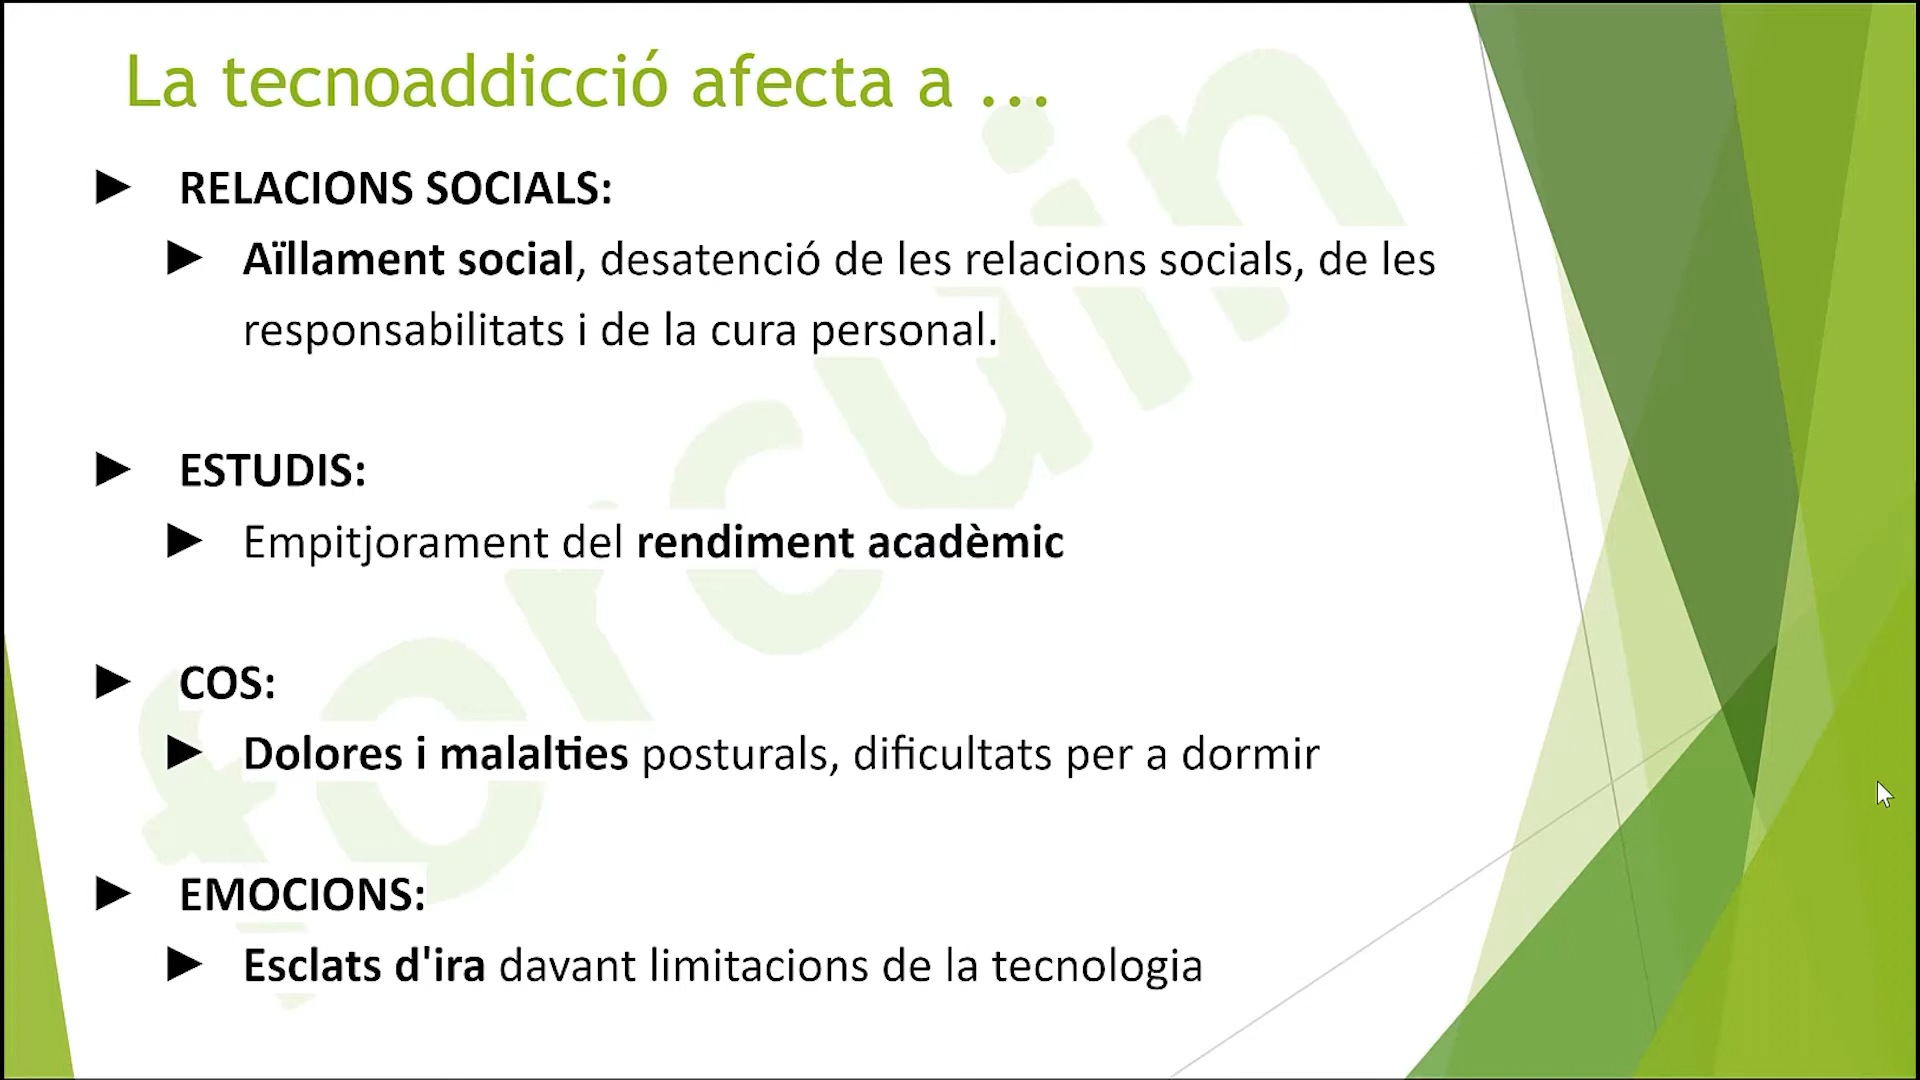 La tecnoaddicció afecta a ...
RELACIONS SOCIALS:
Aïllament social, desatenció de les relacions socials, de les
responsabilitats i de la cura personal.
ESTUDIS:
Empitjorament del rendiment acadèmic
COS:
Dolores i malalties posturals, dificultats per a dormir
EMOCIONS:
Esclats d'ira davant limitacions de la tecnologia
forcuin